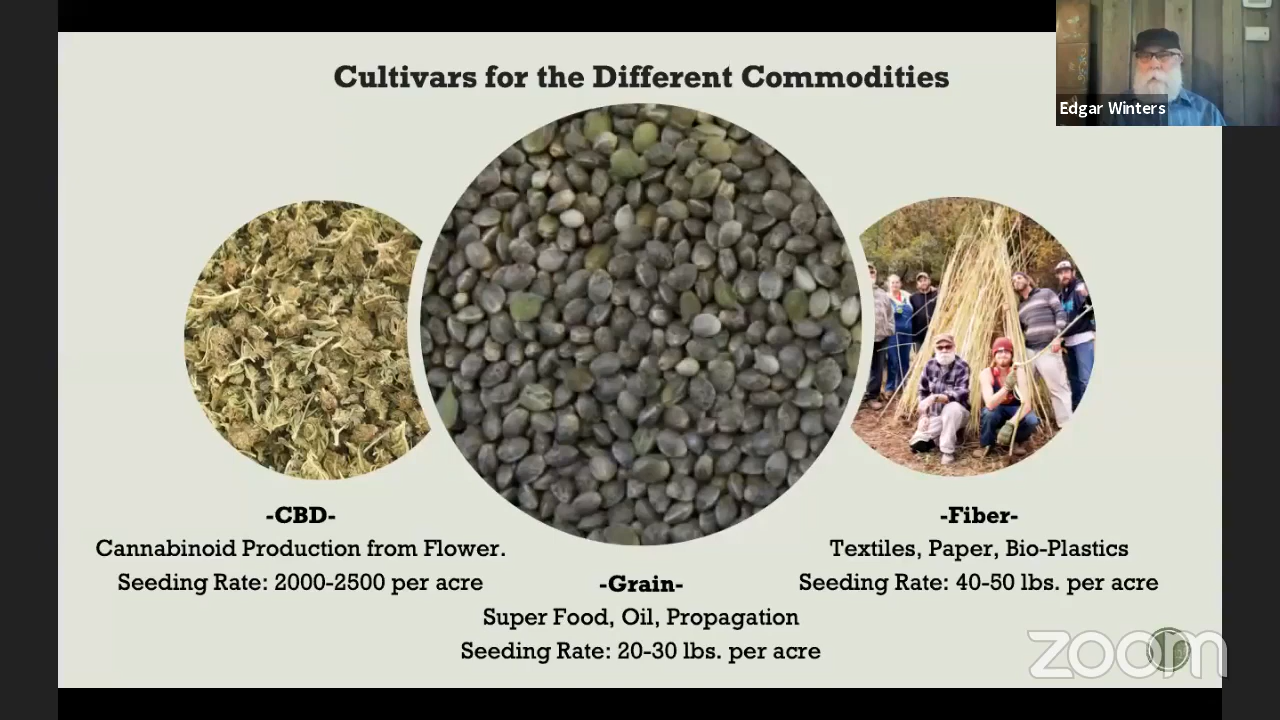 Cultivars for the Different Commodities
Edgar Winters
-CBD-
Cannabinoid Production from Flower.
Seeding Rate: 2000-2500 per acre
-Grain-
Super Food, Oil, Propagation
Seeding Rate: 20-30 lbs. per acre
-Fiber-
Textiles, Paper, Bio-Plastics
Seeding Rate: 40-50 lbs. per acre
zoom